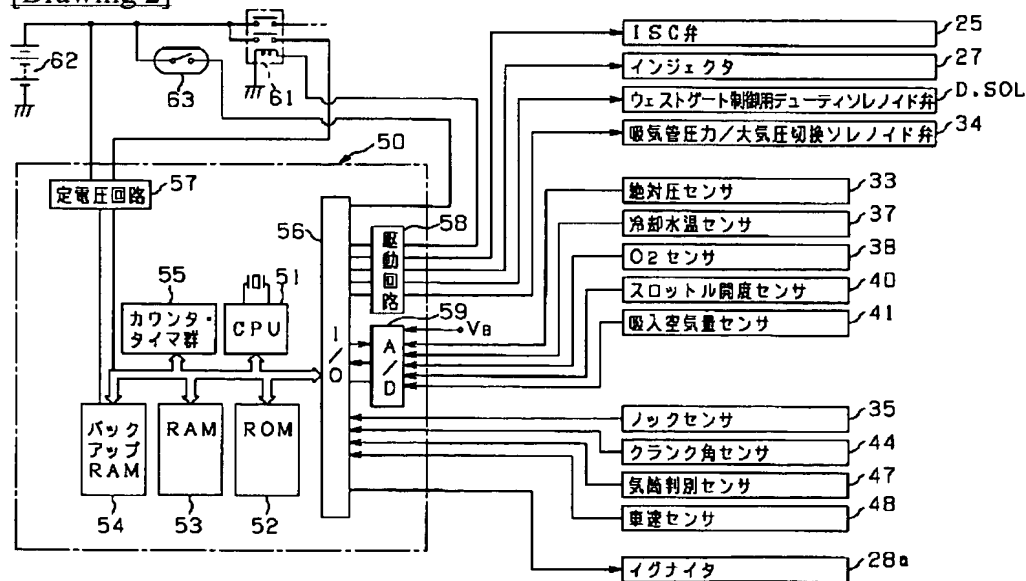 [Drawing 2]
62
63
61
50
57
定電圧回路
56
58
駆動回路
55
カウンタ・
タイマ群
51
CPU
I/O
59
A/D
VB
バック
アップ
RAM
RAM
ROM
54
53
52
ISC弁
25
インジェクタ
27
ウェストゲート制御用デューティソレノイド弁
D.SOL
吸気管圧力/大気圧切換ソレノイド弁
34
絶対圧センサ
33
冷却水温センサ
37
O2センサ
38
スロットル開度センサ
40
吸入空気量センサ
41
ノックセンサ
35
クランク角センサ
44
気筒判別センサ
47
車速センサ
48
イグナイタ
28a